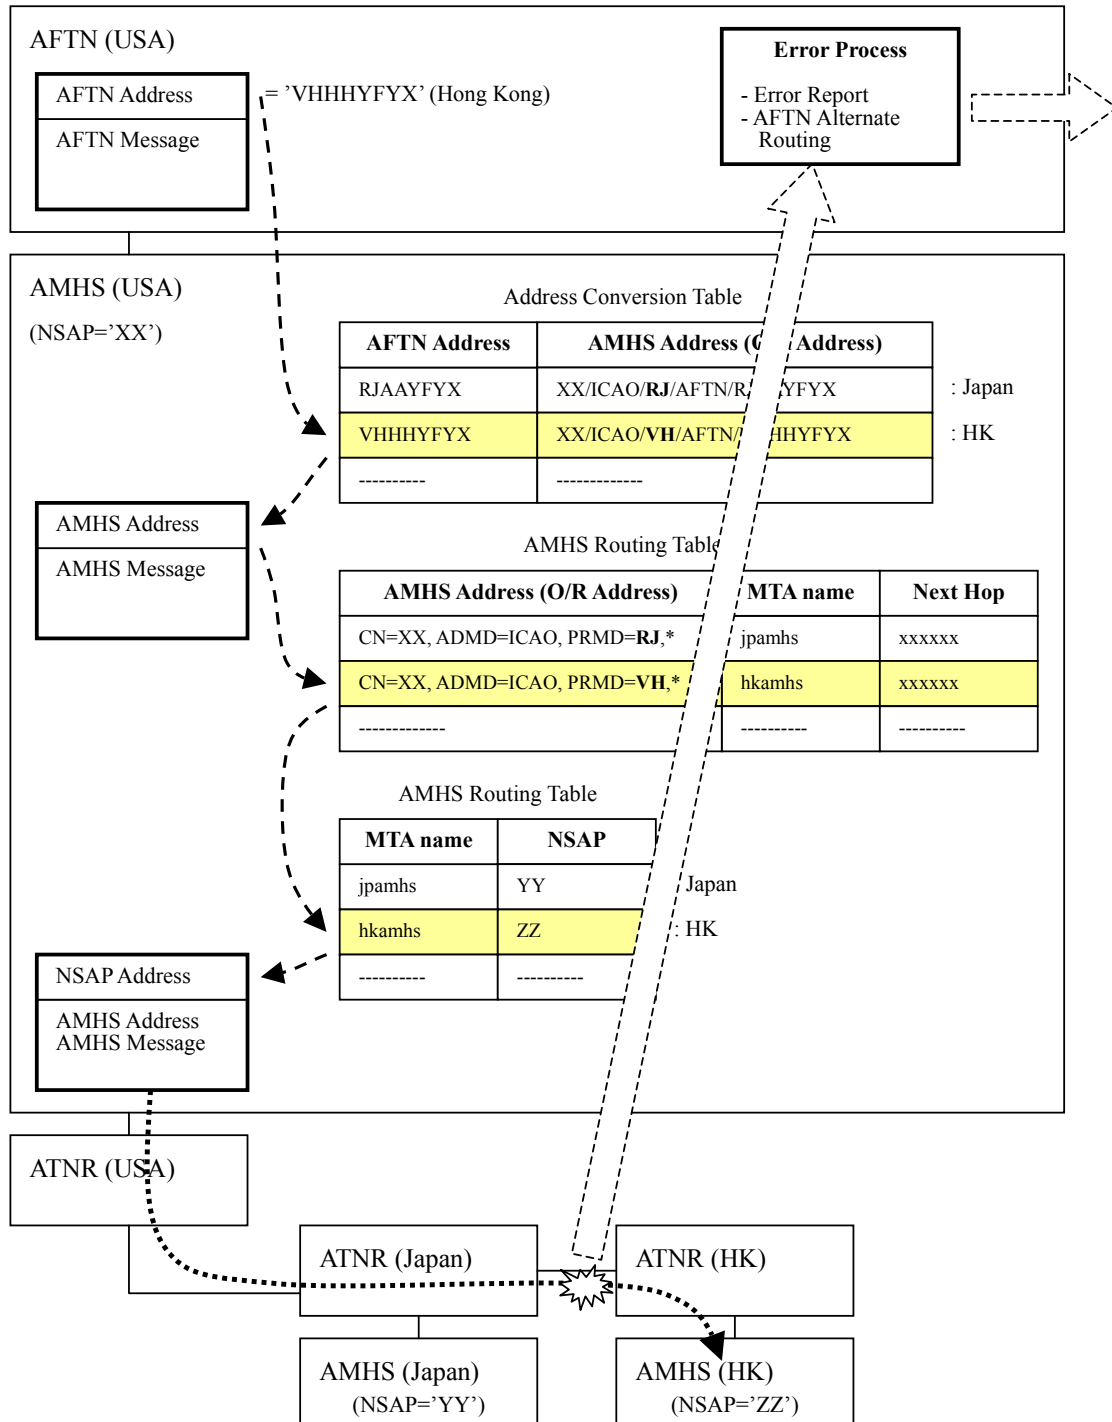 AFTN (USA)
Error Process
AFTN Address
= ’VHHHYFYX’ (Hong Kong)
- Error Report
- AFTN Alternate
Routing
AFTN Message
AMHS (USA)
(NSAP=’XX’)
Address Conversion Table
AFTN Address AMHS Address ( Address)
RJAAYFYX XX/ICAO/RJ/AFTN/ YFYX : Japan
VHHHYFYX XX/ICAO/VH/AFTN/ HYFYX : HK
---------- -------------
AMHS Address
AMHS Message
AMHS Routing Table
AMHS Address (O/R Address) MTA name Next Hop
CN=XX, ADMD=ICAO, PRMD=RJ,* jpamhs xxxxxx
CN=XX, ADMD=ICAO, PRMD=VH,* hkamhs xxxxxx
------------- ---------- ----------
AMHS Routing Table
MTA name NSAP
jpamhs YY Japan
hkamhs ZZ : HK
---------- ----------
NSAP Address
AMHS Address
AMHS Message
ATNR (USA)
ATNR (Japan)
ATNR (HK)
AMHS (Japan)
(NSAP=’YY’)
AMHS (HK)
(NSAP=’ZZ’)